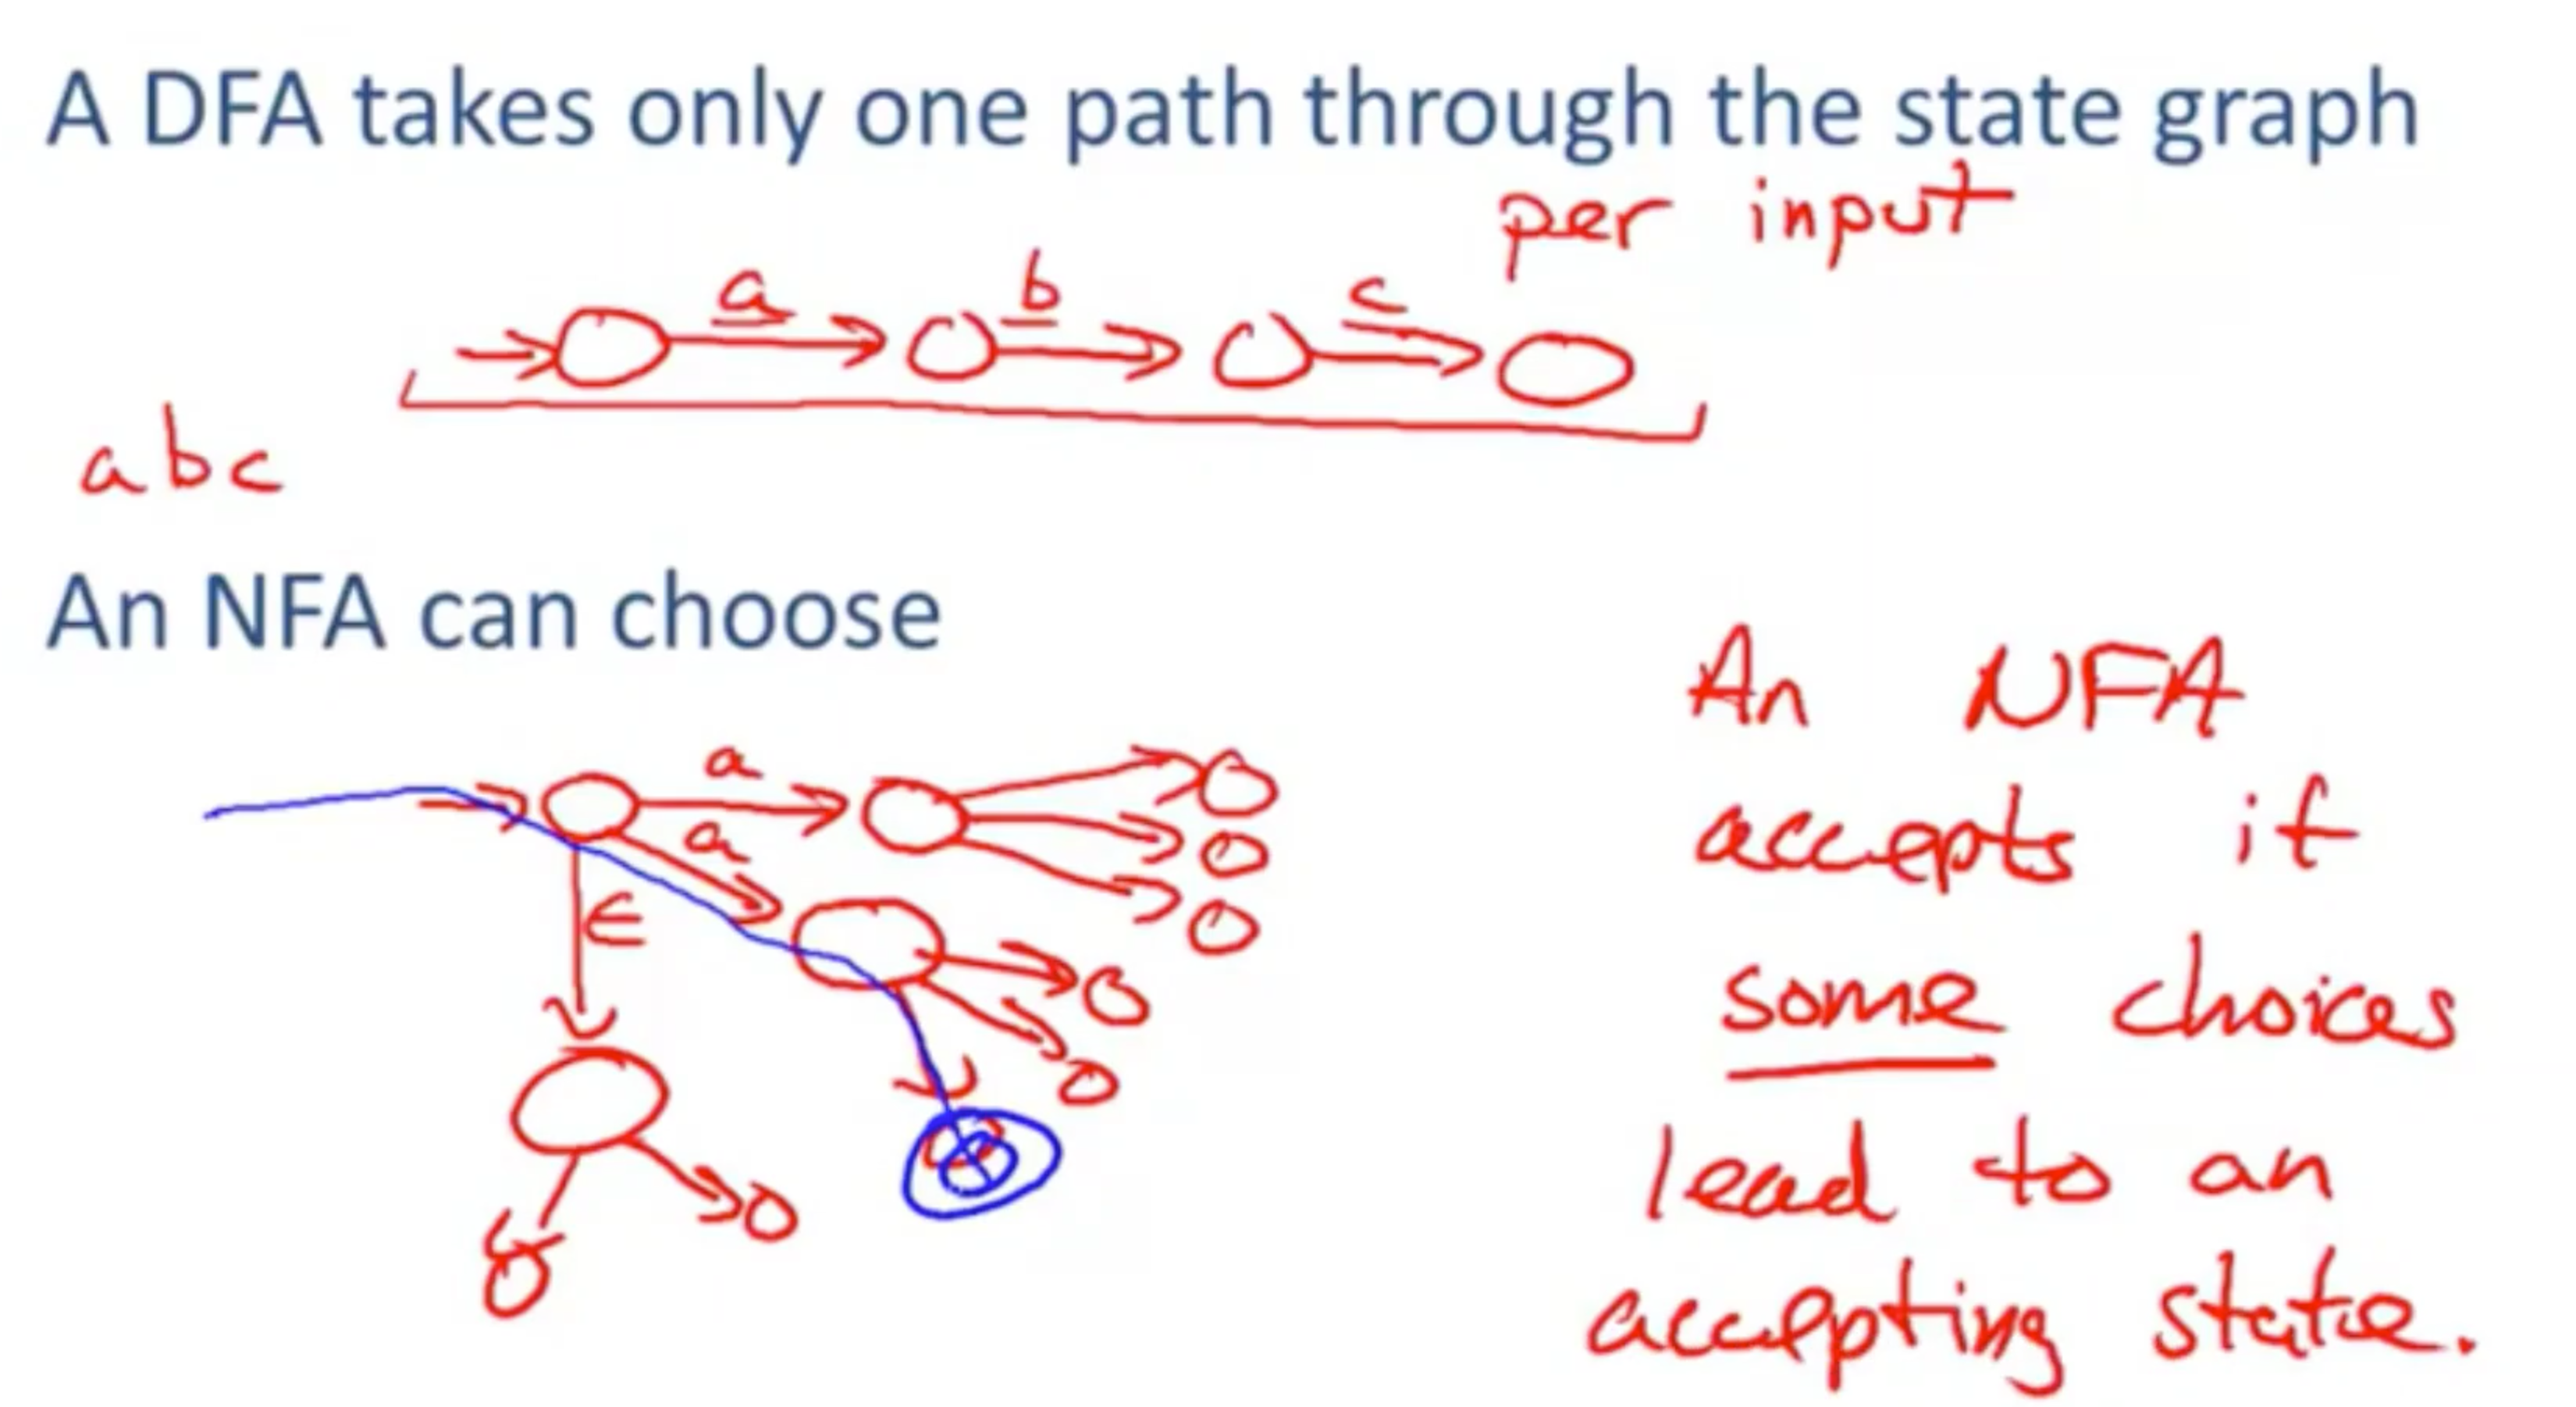 A DFA takes only one path through the state graph
per input
a b c
abc
An NFA can choose
a
a
ϵ
An NFA
accepts if
some choices
lead to an
accepting state.